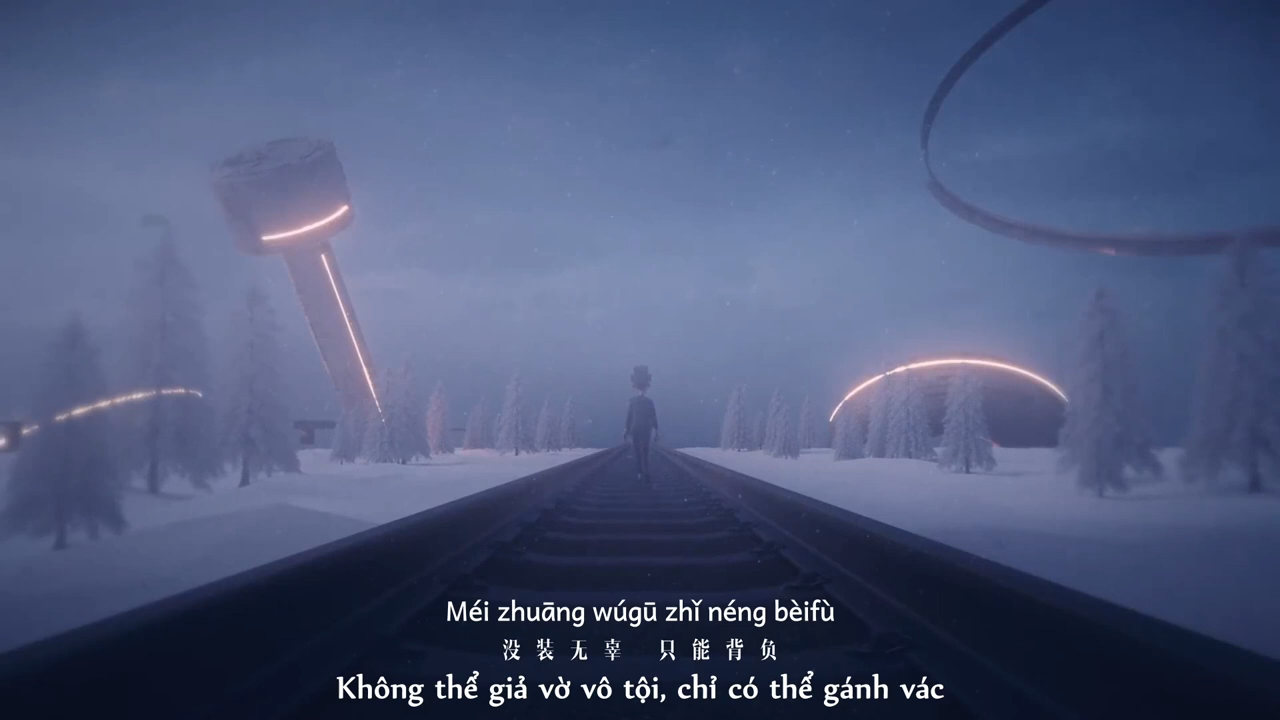 Méi zhuāng wúgū zhǐ néng bèifù
没装无辜 只能背负
Không thể giả vờ vô tội, chỉ có thể gánh vác